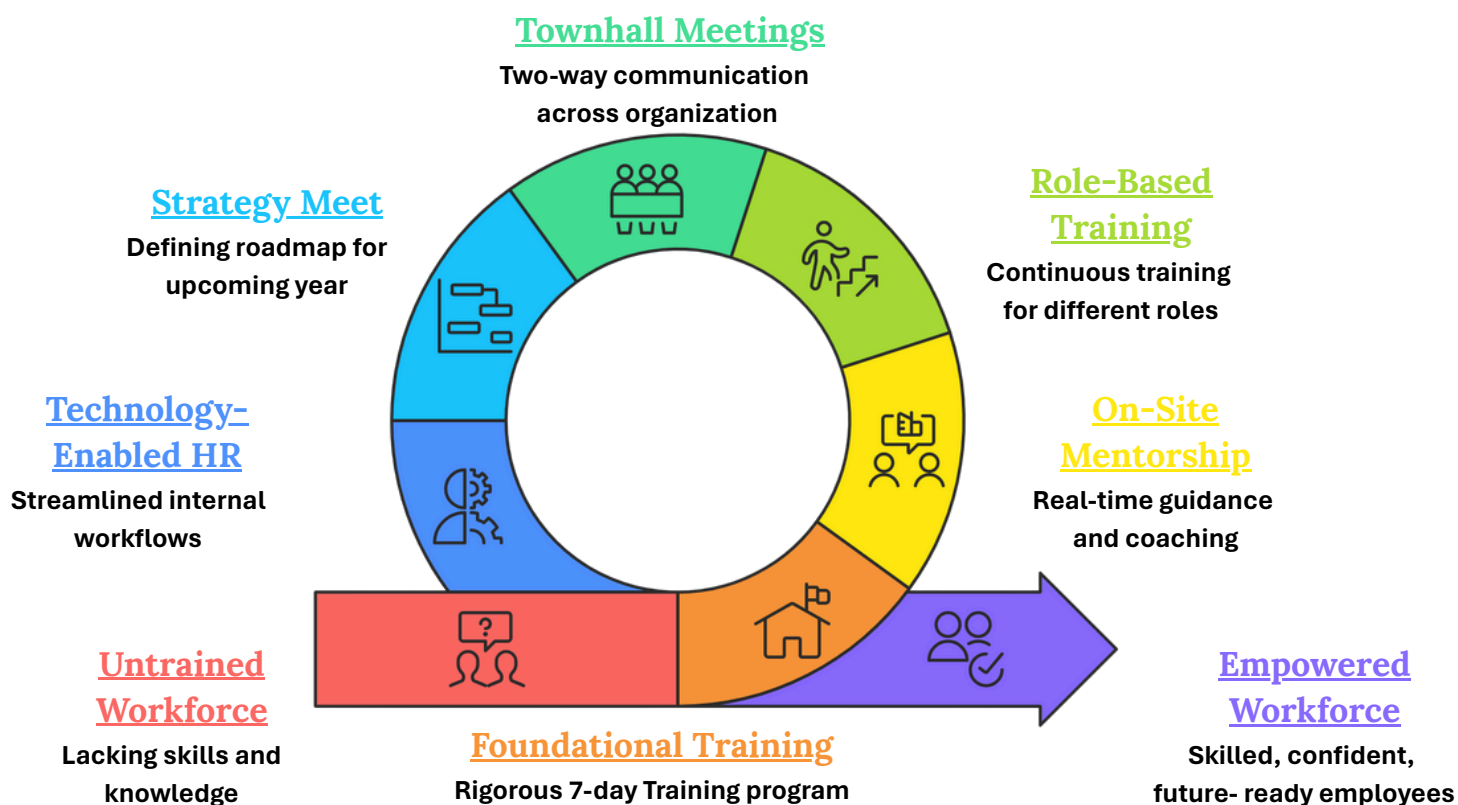 Townhall Meetings
Two-way communication
across organization
Strategy Meet
Defining roadmap for
upcoming year
Role-Based
Training
Continuous training
for different roles
Technology-
Enabled HR
Streamlined internal
workflows
On-Site
Mentorship
Real-time guidance
and coaching
?
Untrained
Workforce
Lacking skills and
knowledge
Foundational Training
Rigorous 7-day Training program
Empowered
Workforce
Skilled, confident,
future- ready employees